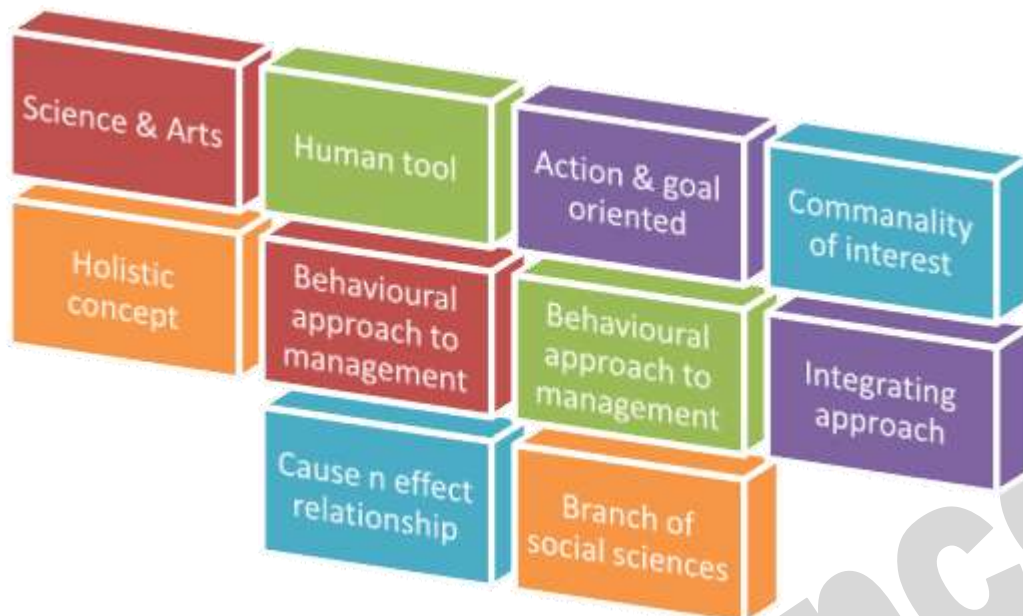 Science & Arts
Human tool
Action & goal
oriented
Commanality
of interest
Holistic
concept
Behavioural
approach to
management
Behavioural
approach to
management
Integrating
approach
Cause n effect
relationship
Branch of
social sciences